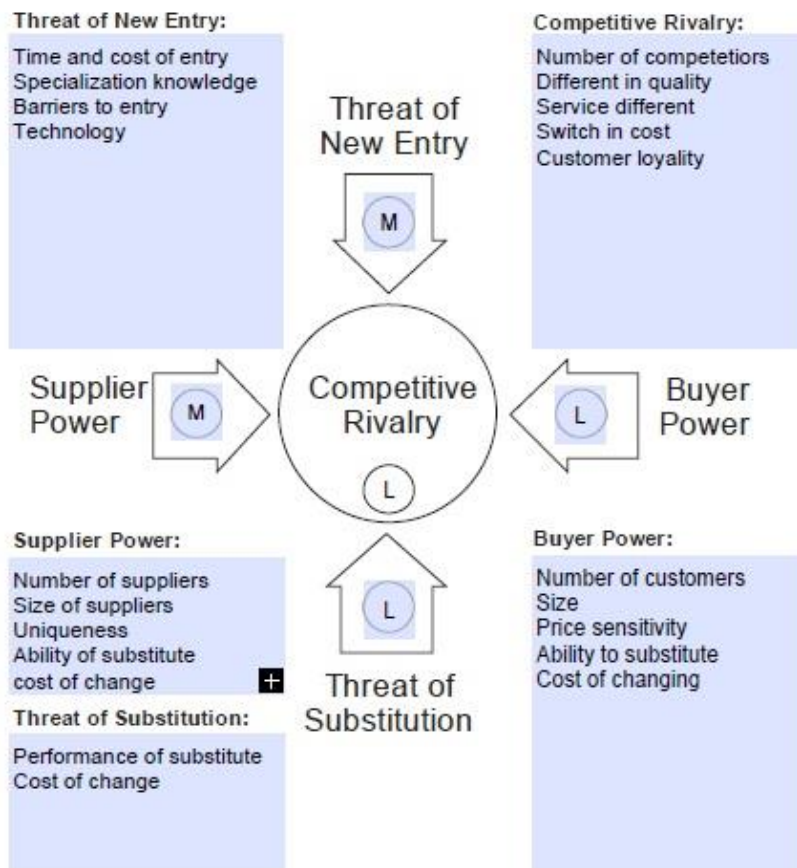 Threat of New Entry:
Time and cost of entry
Specialization knowledge
Barriers to entry
Technology
Threat of
New Entry
M
Competitive Rivalry:
Number of competetiors
Different in quality
Service different
Switch in cost
Customer loyality
Supplier
Power
M
Competitive
Rivalry
L
L
Buyer
Power
Supplier Power:
Number of suppliers
Size of suppliers
Uniqueness
Ability of substitute
cost of change
L
Threat of
Substitution
Buyer Power:
Number of customers
Size
Price sensitivity
Ability to substitute
Cost of changing
Threat of Substitution:
Performance of substitute
Cost of change